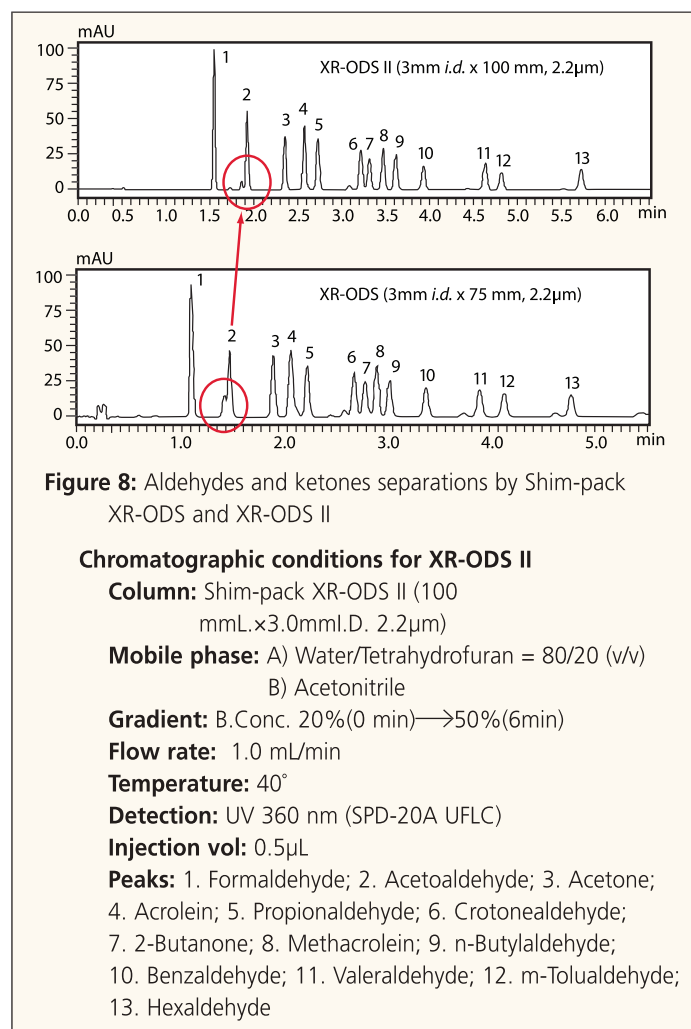 mAU
100
75
50
25
0
1
2
3
4
5
6
7
8
9
10
11
12
13
XR-ODS II (3mm i.d. x 100 mm, 2.2µm)
0.0 0.5 1.0 1.5 2.0 2.5 3.0 3.5 4.0 4.5 5.0 5.5 6.0 min
mAU
100
75
50
25
0
1
2
3
4
5
6
7
8
9
10
11
12
13
XR-ODS (3mm i.d. x 75 mm, 2.2µm)
0.0 1.0 2.0 3.0 4.0 5.0 min
Figure 8: Aldehydes and ketones separations by Shim-pack
XR-ODS and XR-ODS II
Chromatographic conditions for XR-ODS II
Column: Shim-pack XR-ODS II (100
mmL.×3.0mmI.D. 2.2µm)
Mobile phase: A) Water/Tetrahydrofuran = 80/20 (v/v)
B) Acetonitrile
Gradient: B.Conc. 20%(0 min)⟶50%(6min)
Flow rate: 1.0 mL/min
Temperature: 40˚
Detection: UV 360 nm (SPD-20A UFLC)
Injection vol: 0.5µL
Peaks: 1. Formaldehyde; 2. Acetoaldehyde; 3. Acetone;
4. Acrolein; 5. Propionaldehyde; 6. Crotonealdehyde;
7. 2-Butanone; 8. Methacrolein; 9. n-Butylaldehyde;
10. Benzaldehyde; 11. Valeraldehyde; 12. m-Tolualdehyde;
13. Hexaldehyde